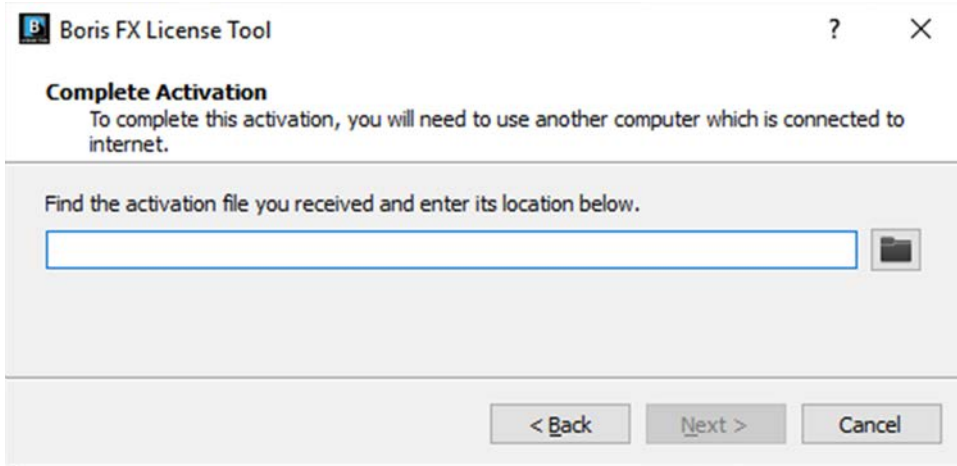 Boris FX License Tool
Complete Activation
To complete this activation, you will need to use another computer which is connected to
internet.
Find the activation file you received and enter its location below.
< Back
Next >
Cancel